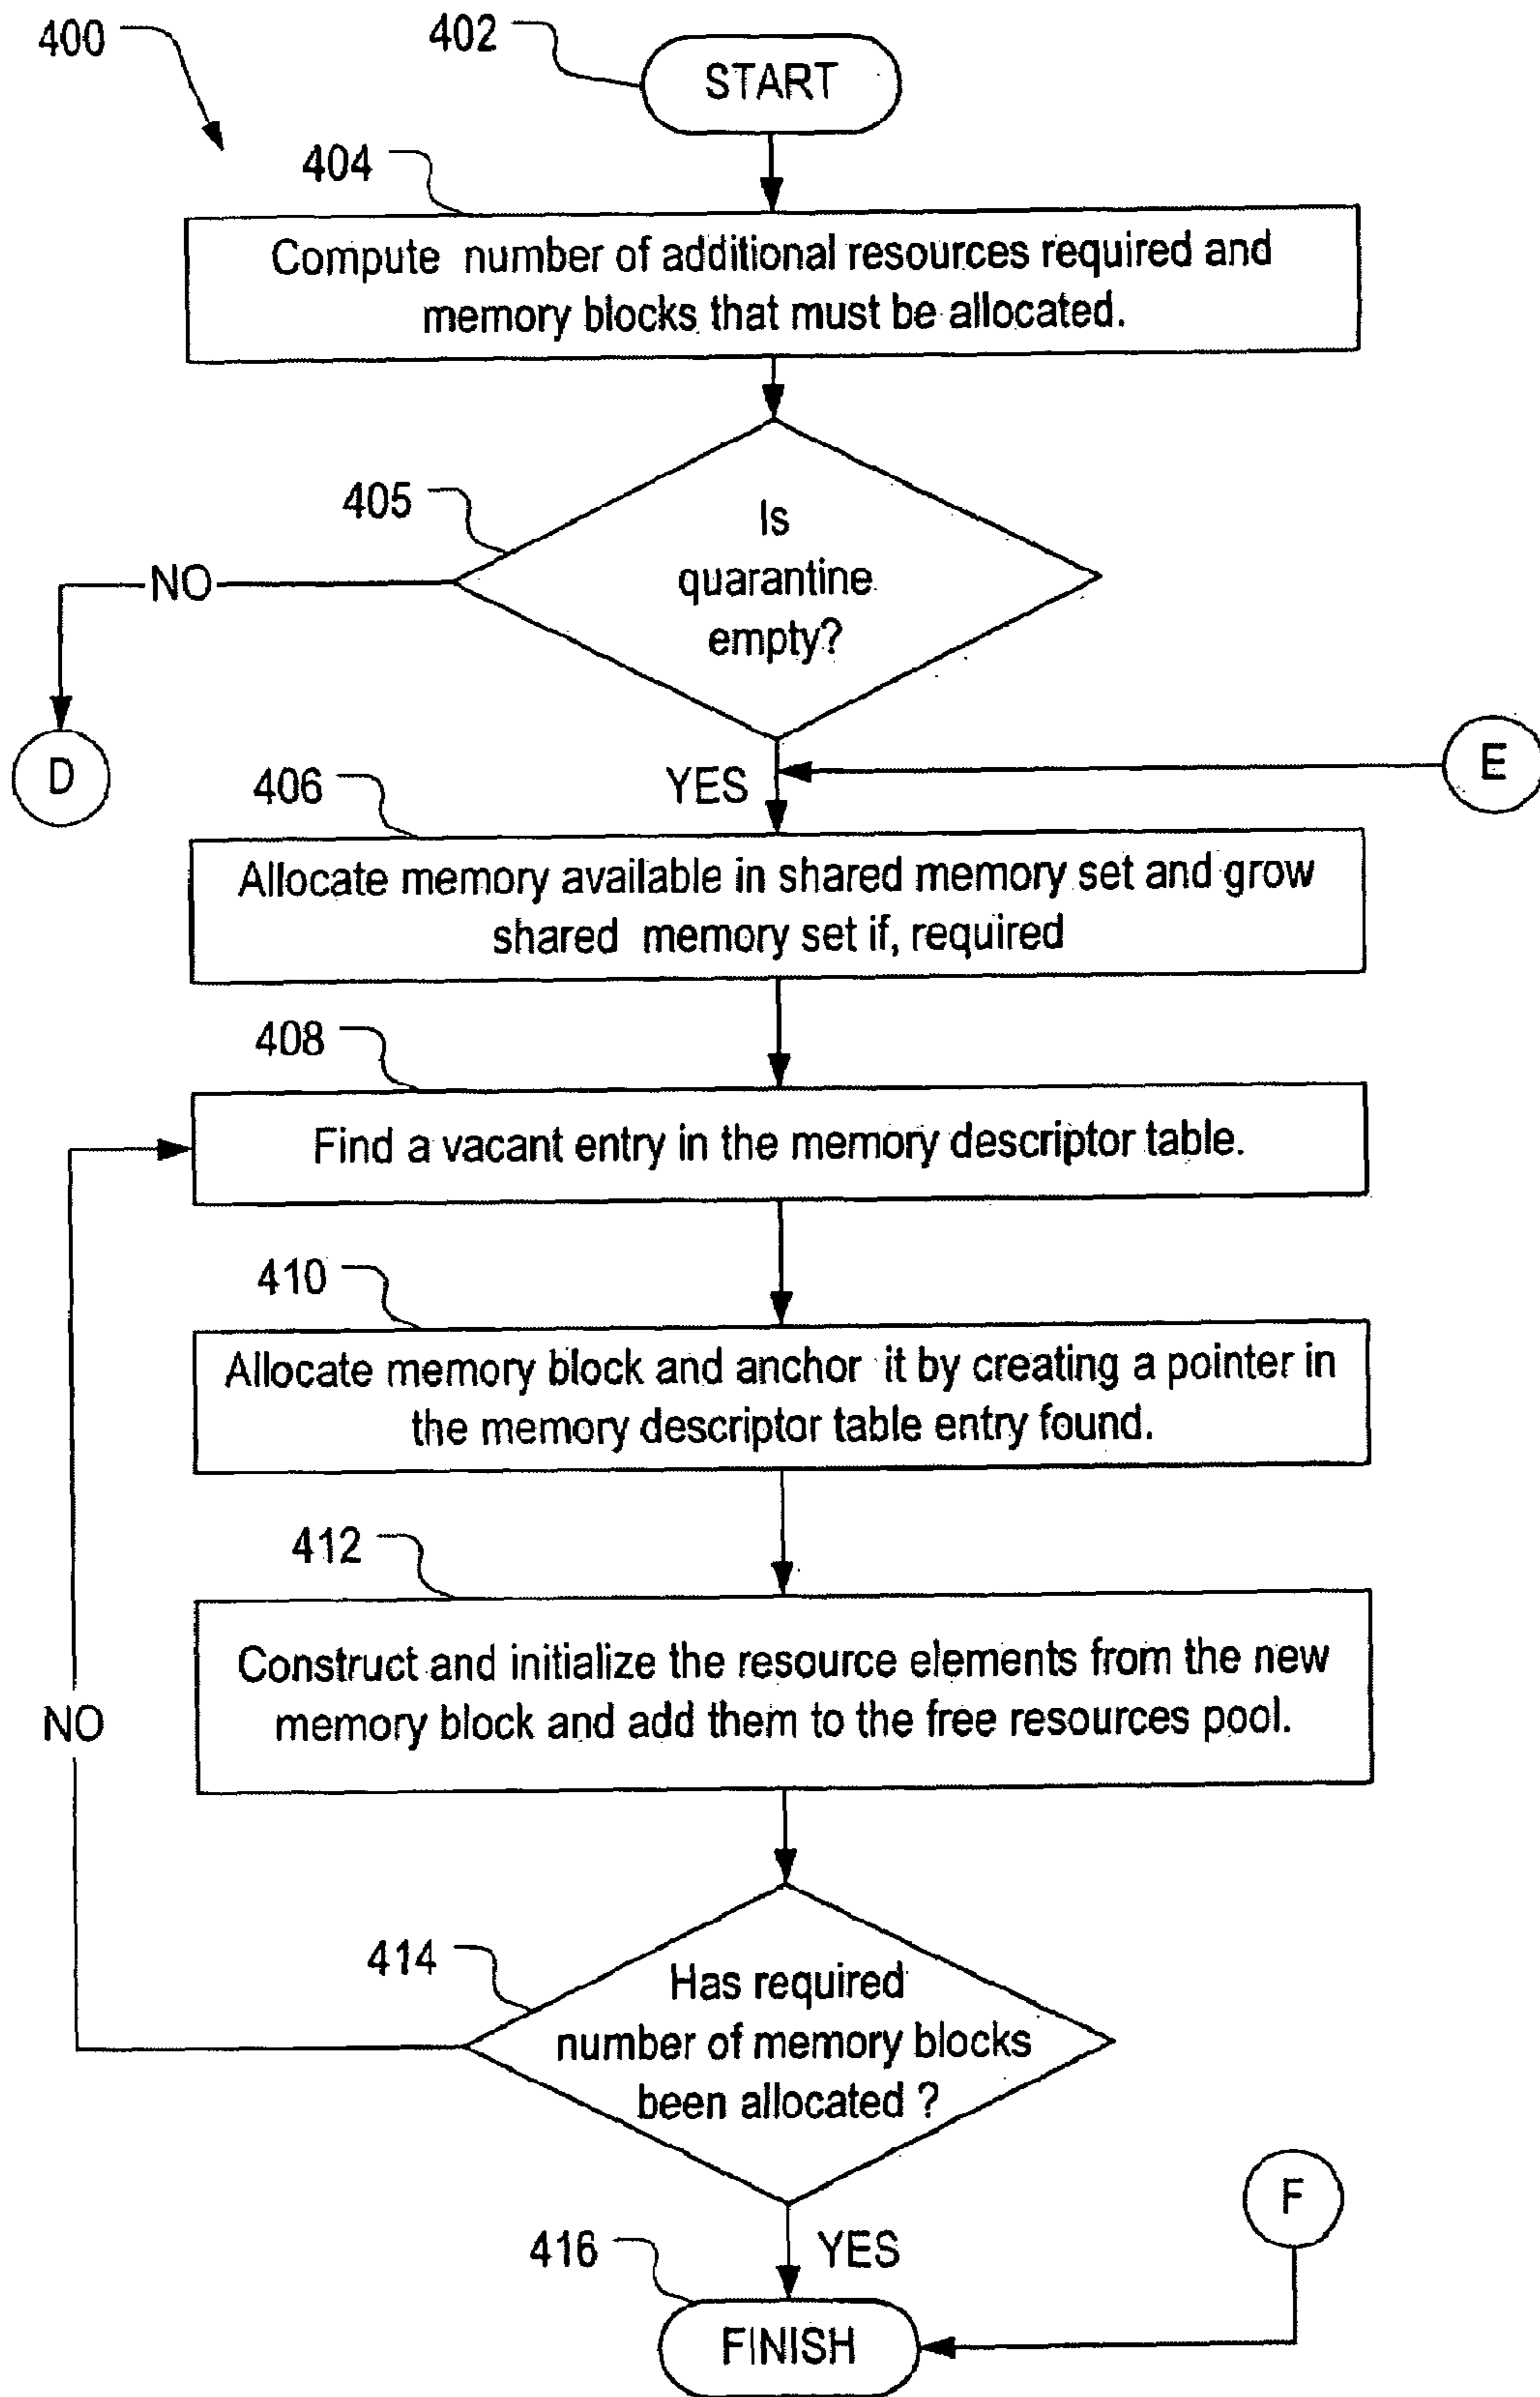 400
402
START
404
Compute number of additional resources required and
memory blocks that must be allocated.
405
Is
quarantine
empty?
NO
D
YES
E
406
Allocate memory available in shared memory set and grow
shared memory set if, required
408
Find a vacant entry in the memory descriptor table.
410
Allocate memory block and anchor it by creating a pointer in
the memory descriptor table entry found.
412
Construct and initialize the resource elements from the new
memory block and add them to the free resources pool.
NO
414
Has required
number of memory blocks
been allocated ?
F
YES
416
FINISH